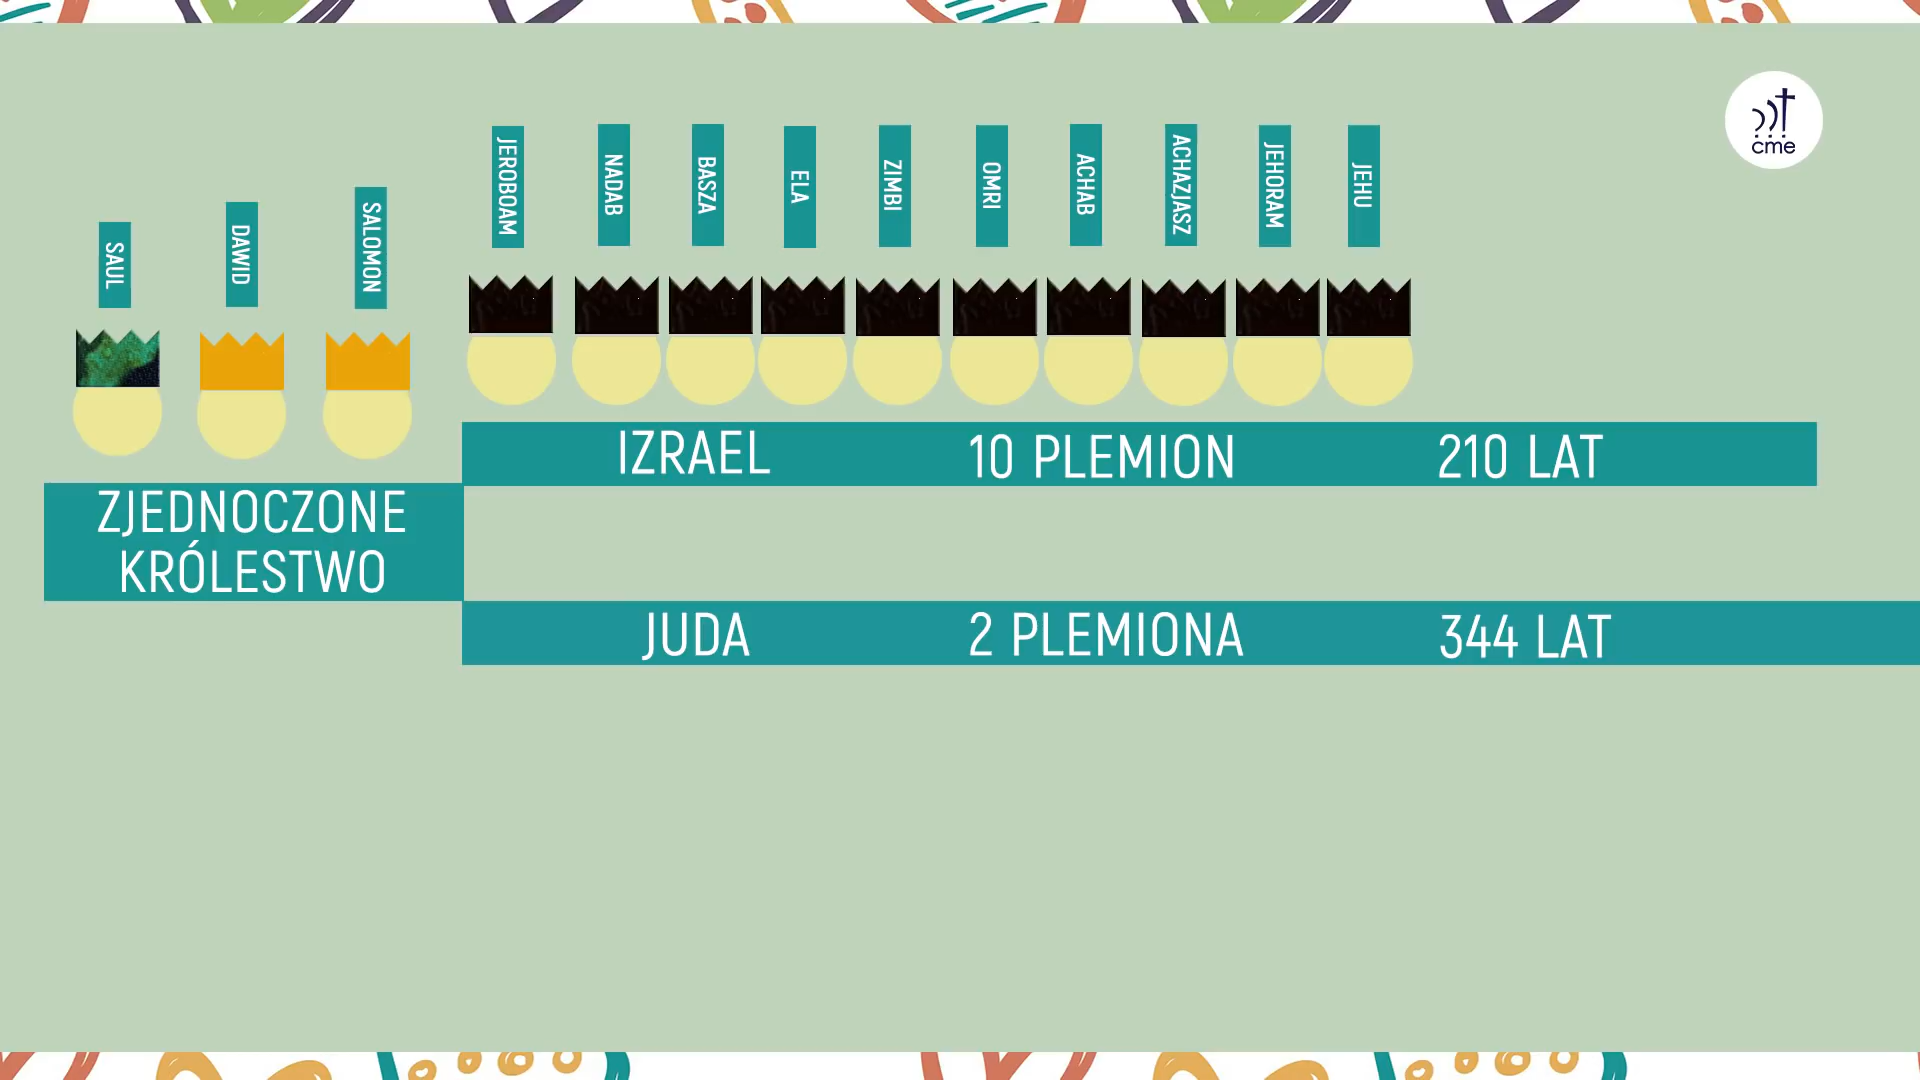 SAUL
DAWID
SALOMON
JEROBOAM
NADAB
BASZA
ELA
ZIMBI
OMRI
ACHAB
ACHAZJASZ
JEHORAM
JEHU
cme
IZRAEL 10 PLEMION 210 LAT
ZJEDNOCZONE
KRÓLESTWO
JUDA 2 PLEMIONA 344 LAT